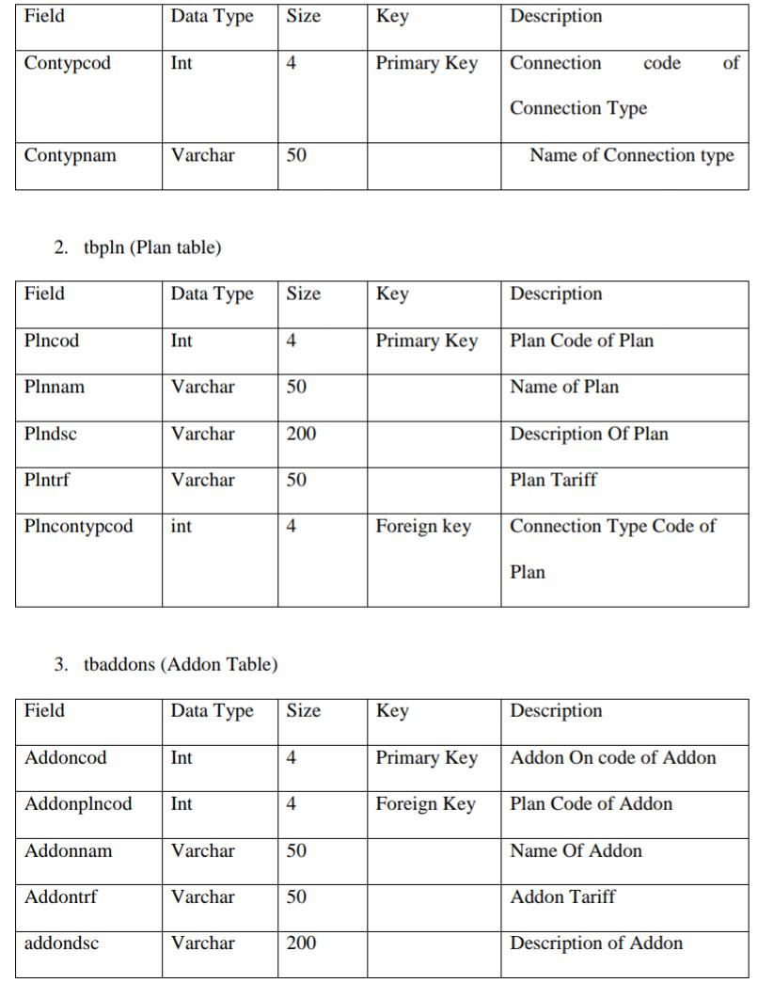 Field Data Type Size Key Description
Contypcod Int 4 Primary Key Connection code of
Connection Type
Contypnam Varchar 50 Name of Connection type
2. tbpln (Plan table)
Field Data Type Size Key Description
Plncod Int 4 Primary Key Plan Code of Plan
Plnnam Varchar 50 Name of Plan
Plndsc Varchar 200 Description Of Plan
Plntrf Varchar 50 Plan Tariff
Plncontypcod int 4 Foreign key Connection Type Code of
Plan
3. tbaddons (Addon Table)
Field Data Type Size Key Description
Addoncod Int 4 Primary Key Addon On code of Addon
Addonplncod Int 4 Foreign Key Plan Code of Addon
Addonnam Varchar 50 Name Of Addon
Addontrf Varchar 50 Addon Tariff
addondsc Varchar 200 Description of Addon